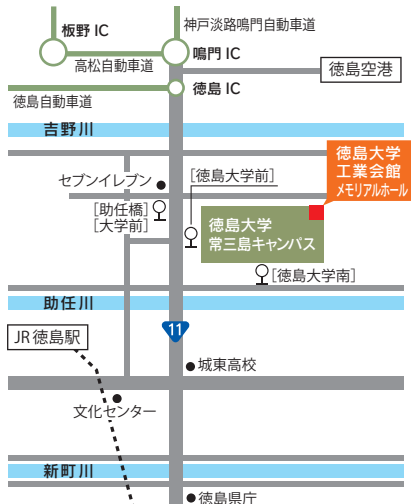 板野 IC
神戸淡路鳴門自動車道
鳴門 IC
高松自動車道
徳島空港
徳島 IC
徳島自動車道
吉野川
徳島大学
工業会館
メモリアルホール
セブンイレブン
[徳島大学前]
[助任橋]
[大学前]
徳島大学
常三島キャンパス
[徳島大学南]
助任川
11
JR 徳島駅
城東高校
文化センター
新町川
徳島県庁